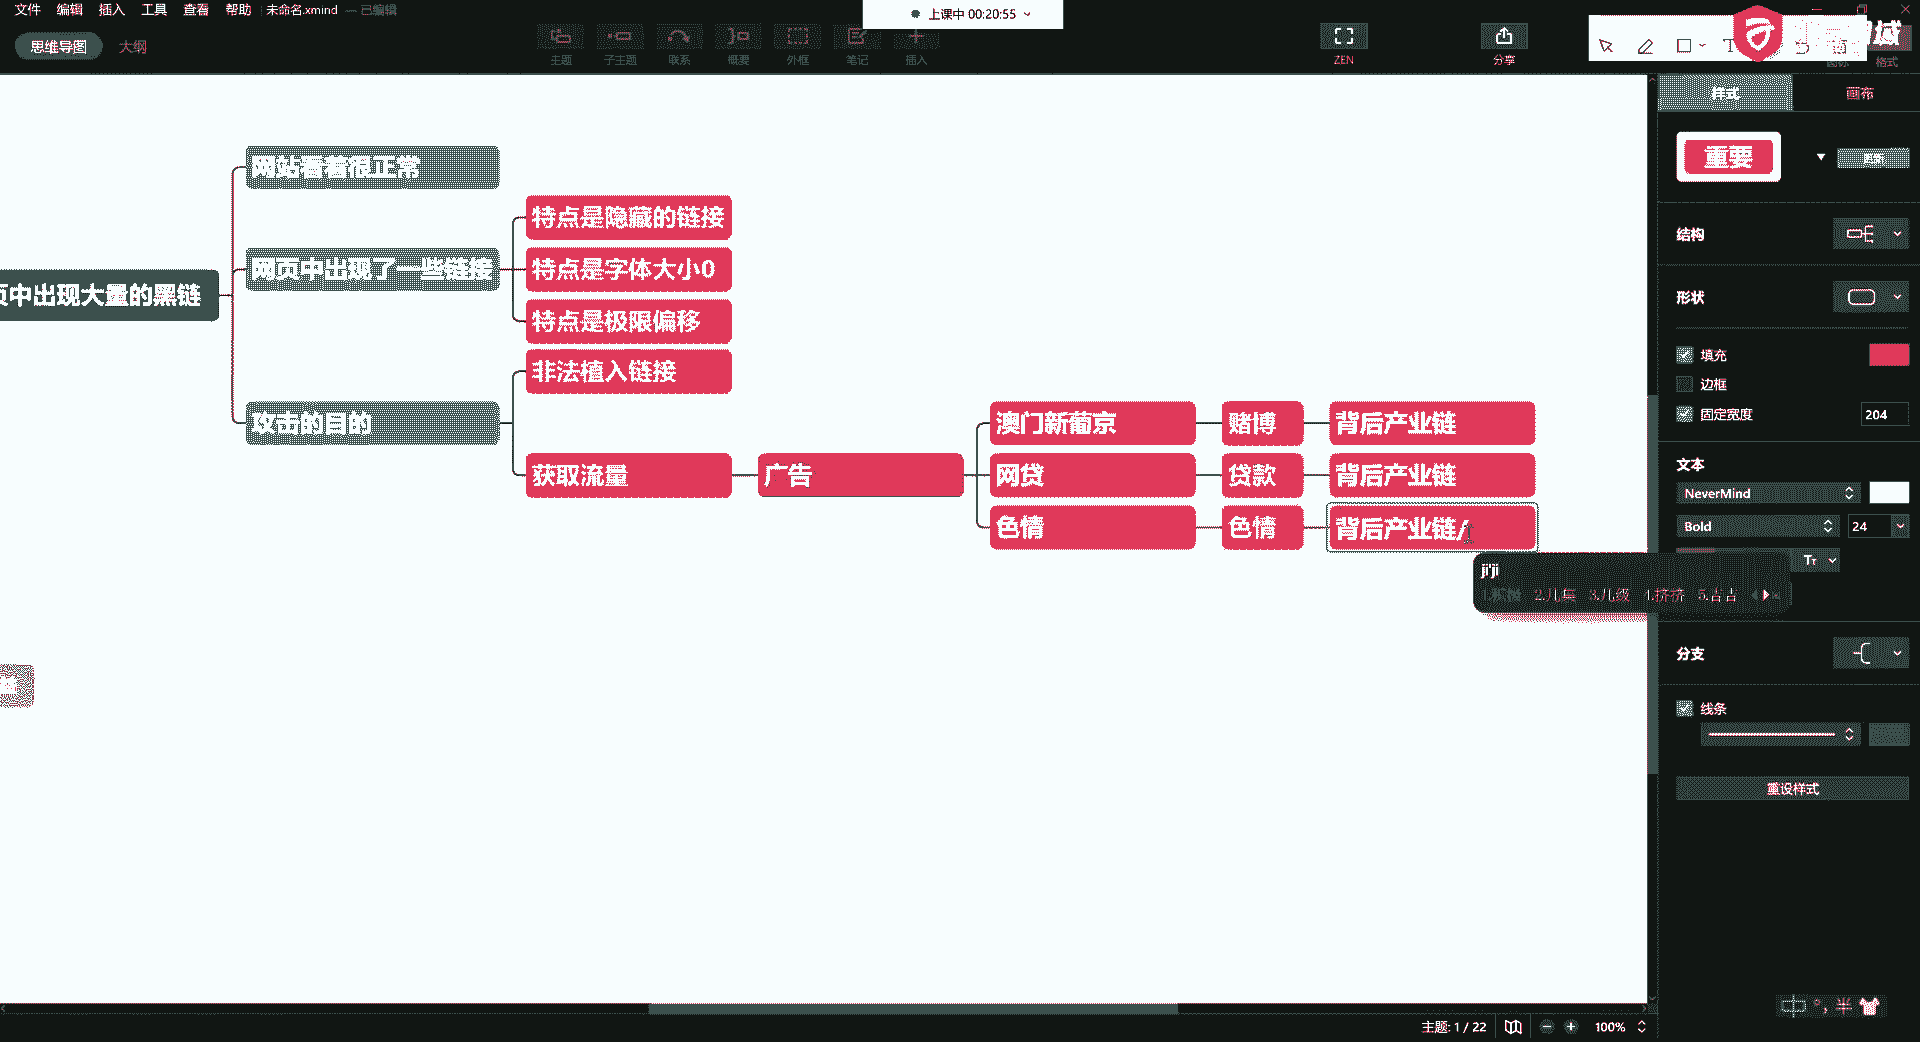 文件 编辑 插入 工具 查看 帮助 未命名.xmind — 已编辑
上课中 00:20:55
思维导图 大纲
主题 子主题 联系 概要 外框 笔记 插入
ZEN 分享 格式
样式 画布
重要 更新
结构
形状
填充
边框
固定宽度 204
文本
NeverMind
Bold 24
Tт
分支
线条
重设样式
页中出现大量的黑链
网站看着很正常
网页中出现了一些链接
特点是隐藏的链接
特点是字体大小0
特点是极限偏移
攻击的目的
非法植入链接
获取流量 广告
澳门新葡京 赌博 背后产业链
网贷 贷款 背后产业链
色情 色情 背后产业链/
ji'ji
1.积极 2.几集 3.几级 4.挤挤 5.吉吉
主题: 1 / 22 100%